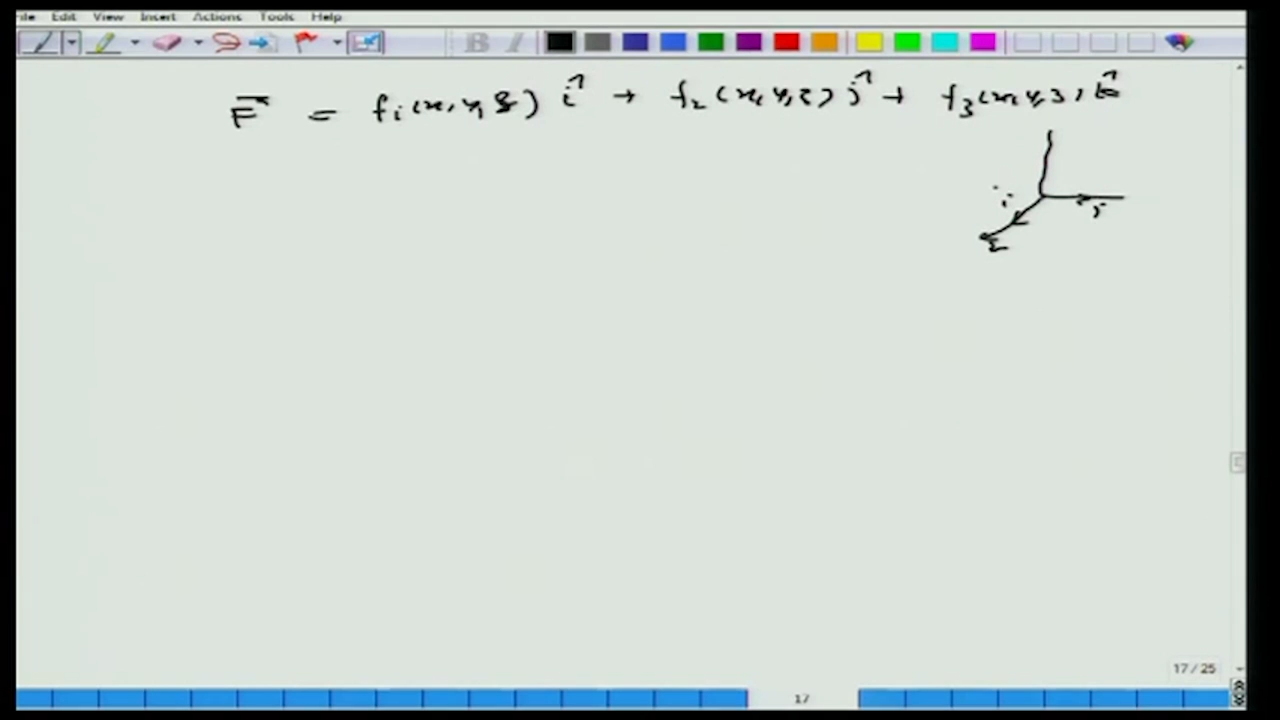 File Edit View Insert Actions Tools Help
B I
F⃗ = f₁(x,y,z) î + f₂(x,y,z) ĵ + f₃(x,y,z) k̂
i
j
17 / 25
17